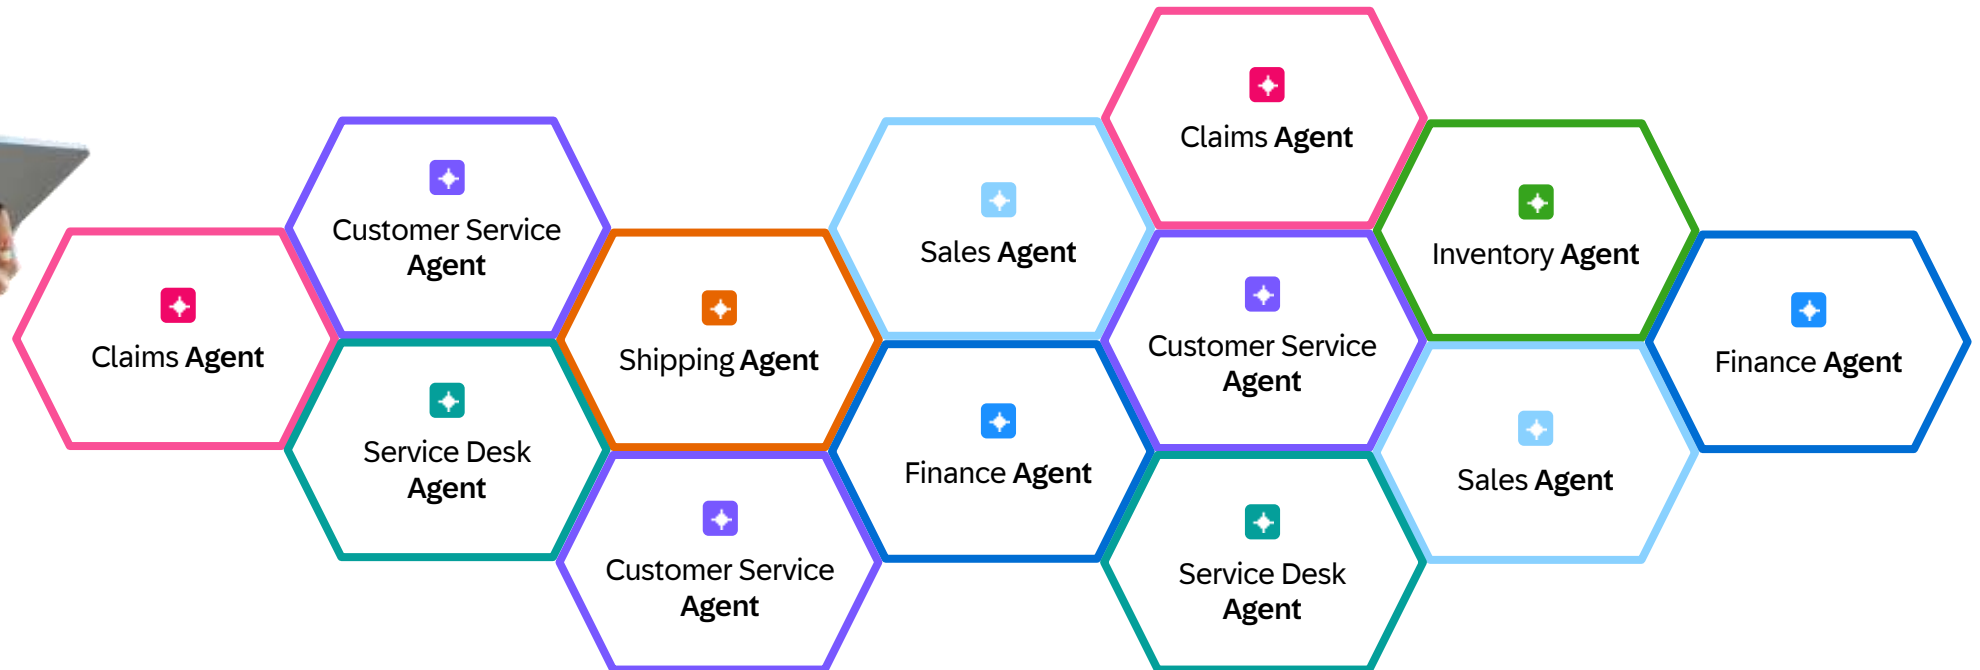 Claims Agent
Customer Service
Agent
Service Desk
Agent
Shipping Agent
Customer Service
Agent
Sales Agent
Finance Agent
Claims Agent
Customer Service
Agent
Service Desk
Agent
Inventory Agent
Sales Agent
Finance Agent